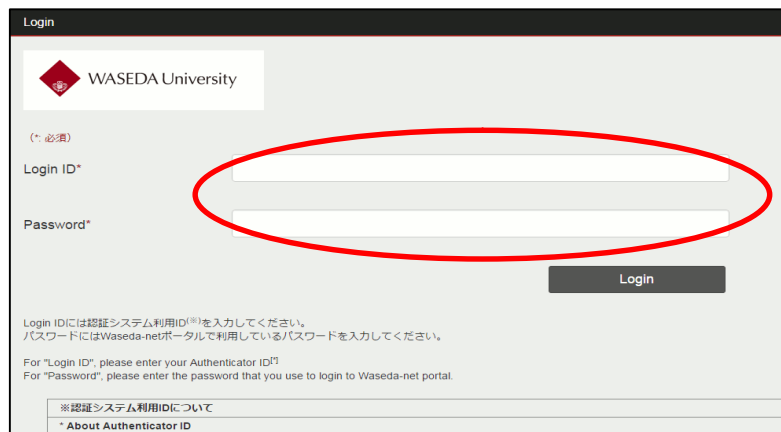 Login
WASEDA University
(*: 必須)
Login ID*
Password*
Login
Login IDには認証システム利用ID(※)を入力してください。
パスワードにはWaseda-netポータルで利用しているパスワードを入力してください。
For "Login ID", please enter your Authenticator ID[*]
For "Password", please enter the password that you use to login to Waseda-net portal.
※認証システム利用IDについて
* About Authenticator ID